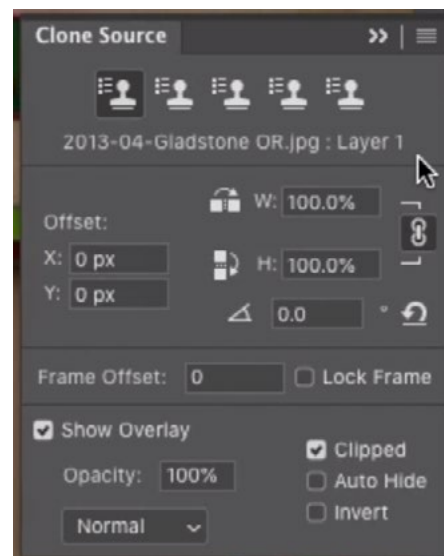 Clone Source
2013-04-Gladstone OR.jpg : Layer 1
Offset:
X: 0 px
Y: 0 px
W: 100.0%
H: 100.0%
0.0 °
Frame Offset: 0
Lock Frame
Show Overlay
Opacity: 100%
Normal
Clipped
Auto Hide
Invert